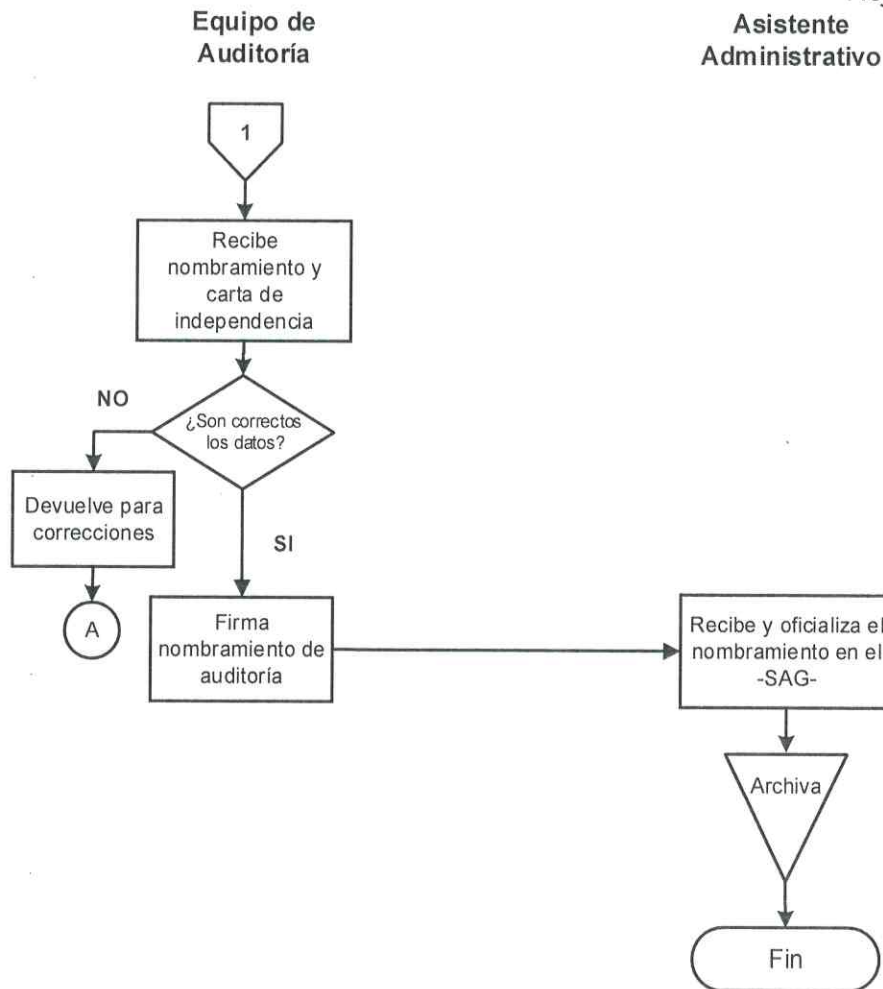 Equipo de
Auditoría
Asistente
Administrativo
1
Recibe
nombramiento y
carta de
independencia
NO
¿Son correctos
los datos?
Devuelve para
correcciones
SI
A
Firma
nombramiento de
auditoría
Recibe y oficializa el
nombramiento en el
-SAG-
Archiva
Fin